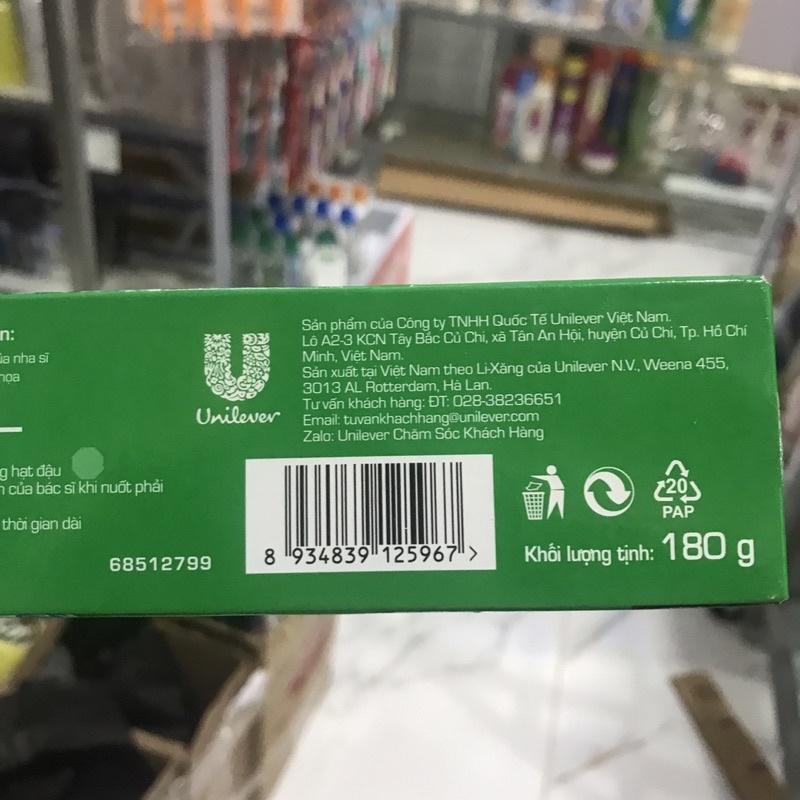 n:
ủa nha sĩ
họa
g hạt đậu
n của bác sĩ khi nuốt phải
thời gian dài
68512799
Unilever
Sản phẩm của Công ty TNHH Quốc Tế Unilever Việt Nam.
Lô A2-3 KCN Tây Bắc Củ Chi, xã Tân An Hội, huyện Củ Chi, Tp. Hồ Chí
Minh, Việt Nam.
Sản xuất tại Việt Nam theo Li-Xăng của Unilever N.V., Weena 455,
3013 AL Rotterdam, Hà Lan.
Tư vấn khách hàng: ĐT: 028-38236651
Email: tuvankhachhang@unilever.com
Zalo: Unilever Chăm Sóc Khách Hàng
8 934839 125967 >
20
PAP
Khối lượng tịnh: 180 g